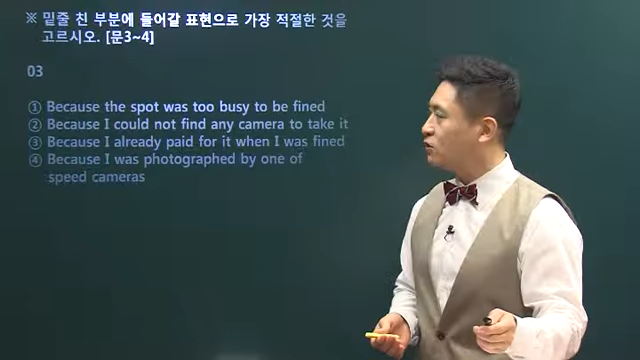 ※ 밑줄 친 부분에 들어갈 표현으로 가장 적절한 것을
고르시오. [문3~4]
03
① Because the spot was too busy to be fined
② Because I could not find any camera to take it
③ Because I already paid for it when I was fined
④ Because I was photographed by one of
speed cameras